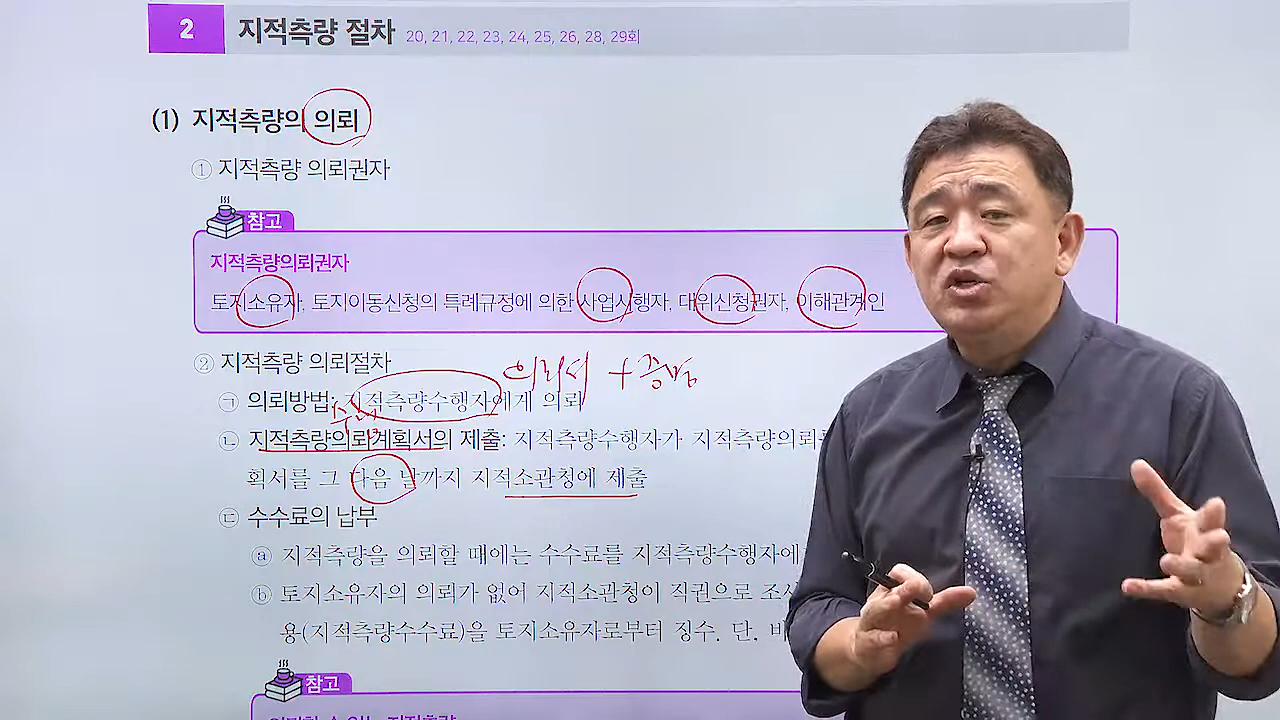 2 지적측량 절차 20, 21, 22, 23, 24, 25, 26, 28, 29회
(1) 지적측량의 의뢰
① 지적측량 의뢰권자
참고
지적측량의뢰권자
토지소유자, 토지이동신청의 특례규정에 의한 사업시행자, 대위신청권자, 이해관계인
② 지적측량 의뢰절차
의뢰서 +
㉠ 의뢰방법: 지적측량수행자에게 의뢰
㉡ 지적측량의뢰계획서의 제출: 지적측량수행자가 지적측량의뢰
획서를 그 다음 날까지 지적소관청에 제출
㉢ 수수료의 납부
ⓐ 지적측량을 의뢰할 때에는 수수료를 지적측량수행자에
ⓑ 토지소유자의 의뢰가 없어 지적소관청이 직권으로 조사
용(지적측량수수료)을 토지소유자로부터 징수. 단.
참고